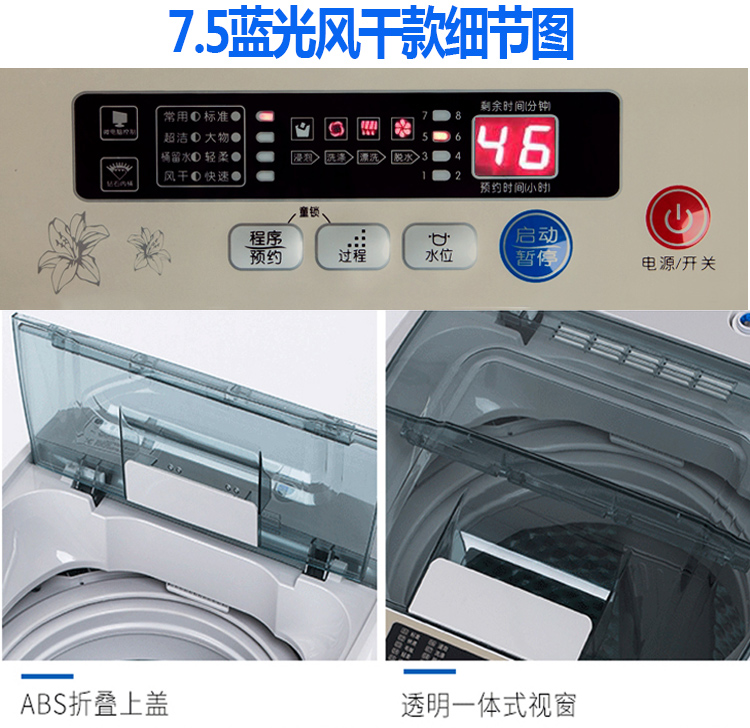 7.5蓝光风干款细节图
剩余时间(分钟)
常用 标准 7 8
超洁 大物 5 6
桶留水 轻柔 浸泡 洗涤 漂洗 脱水 3 4
风干 快速 1 2
46
预约时间(小时)
钻石内桶
童锁
程序 预约
过程
水位
启动 暂停
电源/开关
ABS折叠上盖
透明一体式视窗